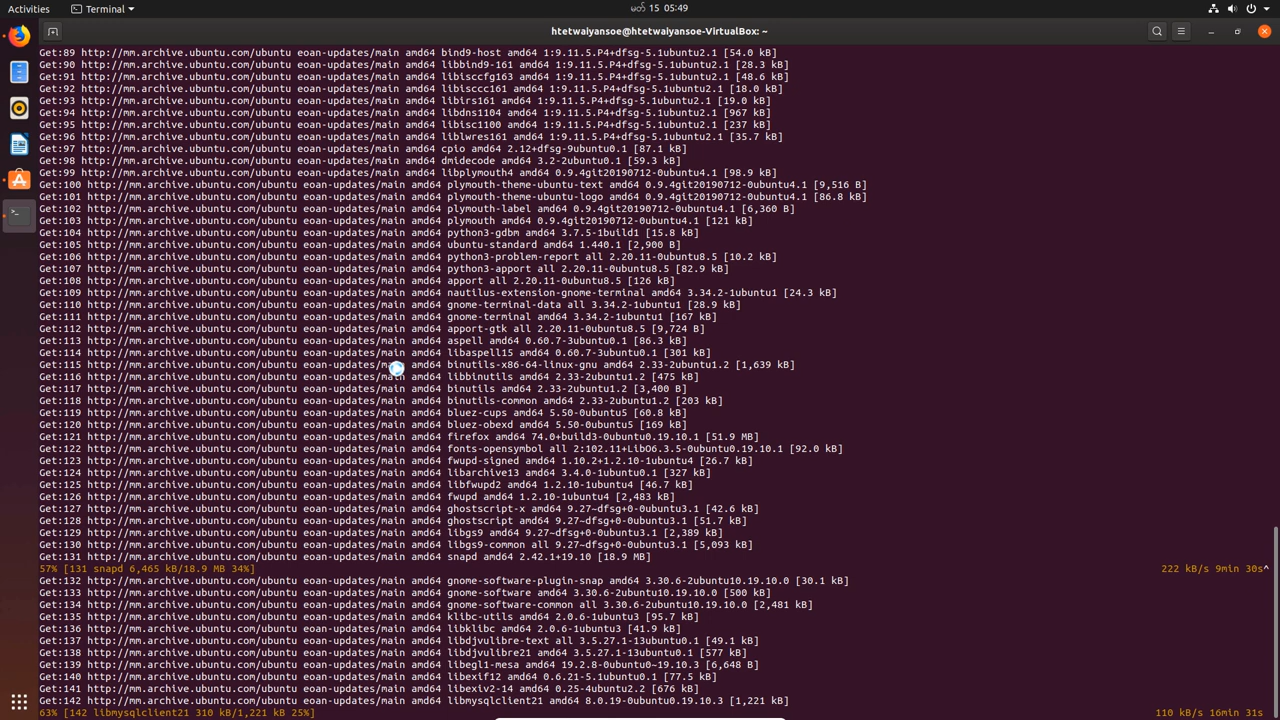 Activities
Terminal
မတ် 15 05:49
htetwaiyansoe@htetwaiyansoe-VirtualBox: ~
Get:89 http://mm.archive.ubuntu.com/ubuntu eoan-updates/main amd64 bind9-host amd64 1:9.11.5.P4+dfsg-5.1ubuntu2.1 [54.0 kB]
Get:90 http://mm.archive.ubuntu.com/ubuntu eoan-updates/main amd64 libbind9-161 amd64 1:9.11.5.P4+dfsg-5.1ubuntu2.1 [28.3 kB]
Get:91 http://mm.archive.ubuntu.com/ubuntu eoan-updates/main amd64 libisccfg163 amd64 1:9.11.5.P4+dfsg-5.1ubuntu2.1 [48.6 kB]
Get:92 http://mm.archive.ubuntu.com/ubuntu eoan-updates/main amd64 libisccc161 amd64 1:9.11.5.P4+dfsg-5.1ubuntu2.1 [18.0 kB]
Get:93 http://mm.archive.ubuntu.com/ubuntu eoan-updates/main amd64 libirs161 amd64 1:9.11.5.P4+dfsg-5.1ubuntu2.1 [19.0 kB]
Get:94 http://mm.archive.ubuntu.com/ubuntu eoan-updates/main amd64 libdns1104 amd64 1:9.11.5.P4+dfsg-5.1ubuntu2.1 [967 kB]
Get:95 http://mm.archive.ubuntu.com/ubuntu eoan-updates/main amd64 libisc1100 amd64 1:9.11.5.P4+dfsg-5.1ubuntu2.1 [237 kB]
Get:96 http://mm.archive.ubuntu.com/ubuntu eoan-updates/main amd64 liblwres161 amd64 1:9.11.5.P4+dfsg-5.1ubuntu2.1 [35.7 kB]
Get:97 http://mm.archive.ubuntu.com/ubuntu eoan-updates/main amd64 cpio amd64 2.12+dfsg-9ubuntu0.1 [87.1 kB]
Get:98 http://mm.archive.ubuntu.com/ubuntu eoan-updates/main amd64 dmidecode amd64 3.2-2ubuntu0.1 [59.3 kB]
Get:99 http://mm.archive.ubuntu.com/ubuntu eoan-updates/main amd64 libplymouth4 amd64 0.9.4git20190712-0ubuntu4.1 [98.9 kB]
Get:100 http://mm.archive.ubuntu.com/ubuntu eoan-updates/main amd64 plymouth-theme-ubuntu-text amd64 0.9.4git20190712-0ubuntu4.1 [9,516 B]
Get:101 http://mm.archive.ubuntu.com/ubuntu eoan-updates/main amd64 plymouth-theme-ubuntu-logo amd64 0.9.4git20190712-0ubuntu4.1 [86.8 kB]
Get:102 http://mm.archive.ubuntu.com/ubuntu eoan-updates/main amd64 plymouth-label amd64 0.9.4git20190712-0ubuntu4.1 [6,360 B]
Get:103 http://mm.archive.ubuntu.com/ubuntu eoan-updates/main amd64 plymouth amd64 0.9.4git20190712-0ubuntu4.1 [121 kB]
Get:104 http://mm.archive.ubuntu.com/ubuntu eoan-updates/main amd64 python3-gdbm amd64 3.7.5-1build1 [15.8 kB]
Get:105 http://mm.archive.ubuntu.com/ubuntu eoan-updates/main amd64 ubuntu-standard amd64 1.440.1 [2,900 B]
Get:106 http://mm.archive.ubuntu.com/ubuntu eoan-updates/main amd64 python3-problem-report all 2.20.11-0ubuntu8.5 [10.2 kB]
Get:107 http://mm.archive.ubuntu.com/ubuntu eoan-updates/main amd64 python3-apport all 2.20.11-0ubuntu8.5 [82.9 kB]
Get:108 http://mm.archive.ubuntu.com/ubuntu eoan-updates/main amd64 apport all 2.20.11-0ubuntu8.5 [126 kB]
Get:109 http://mm.archive.ubuntu.com/ubuntu eoan-updates/main amd64 nautilus-extension-gnome-terminal amd64 3.34.2-1ubuntu1 [24.3 kB]
Get:110 http://mm.archive.ubuntu.com/ubuntu eoan-updates/main amd64 gnome-terminal-data all 3.34.2-1ubuntu1 [28.9 kB]
Get:111 http://mm.archive.ubuntu.com/ubuntu eoan-updates/main amd64 gnome-terminal amd64 3.34.2-1ubuntu1 [167 kB]
Get:112 http://mm.archive.ubuntu.com/ubuntu eoan-updates/main amd64 apport-gtk all 2.20.11-0ubuntu8.5 [9,724 B]
Get:113 http://mm.archive.ubuntu.com/ubuntu eoan-updates/main amd64 aspell amd64 0.60.7-3ubuntu0.1 [86.3 kB]
Get:114 http://mm.archive.ubuntu.com/ubuntu eoan-updates/main amd64 libaspell15 amd64 0.60.7-3ubuntu0.1 [301 kB]
Get:115 http://mm.archive.ubuntu.com/ubuntu eoan-updates/main amd64 binutils-x86-64-linux-gnu amd64 2.33-2ubuntu1.2 [1,639 kB]
Get:116 http://mm.archive.ubuntu.com/ubuntu eoan-updates/main amd64 libbinutils amd64 2.33-2ubuntu1.2 [475 kB]
Get:117 http://mm.archive.ubuntu.com/ubuntu eoan-updates/main amd64 binutils amd64 2.33-2ubuntu1.2 [3,400 B]
Get:118 http://mm.archive.ubuntu.com/ubuntu eoan-updates/main amd64 binutils-common amd64 2.33-2ubuntu1.2 [203 kB]
Get:119 http://mm.archive.ubuntu.com/ubuntu eoan-updates/main amd64 bluez-cups amd64 5.50-0ubuntu5 [60.8 kB]
Get:120 http://mm.archive.ubuntu.com/ubuntu eoan-updates/main amd64 bluez-obexd amd64 5.50-0ubuntu5 [169 kB]
Get:121 http://mm.archive.ubuntu.com/ubuntu eoan-updates/main amd64 firefox amd64 74.0+build3-0ubuntu0.19.10.1 [51.9 MB]
Get:122 http://mm.archive.ubuntu.com/ubuntu eoan-updates/main amd64 fonts-opensymbol all 2:102.11+LibO6.3.5-0ubuntu0.19.10.1 [92.0 kB]
Get:123 http://mm.archive.ubuntu.com/ubuntu eoan-updates/main amd64 fwupd-signed amd64 1.10.2+1.2.10-1ubuntu4 [26.7 kB]
Get:124 http://mm.archive.ubuntu.com/ubuntu eoan-updates/main amd64 libarchive13 amd64 3.4.0-1ubuntu0.1 [327 kB]
Get:125 http://mm.archive.ubuntu.com/ubuntu eoan-updates/main amd64 libfwupd2 amd64 1.2.10-1ubuntu4 [46.7 kB]
Get:126 http://mm.archive.ubuntu.com/ubuntu eoan-updates/main amd64 fwupd amd64 1.2.10-1ubuntu4 [2,483 kB]
Get:127 http://mm.archive.ubuntu.com/ubuntu eoan-updates/main amd64 ghostscript-x amd64 9.27~dfsg+0-0ubuntu3.1 [42.6 kB]
Get:128 http://mm.archive.ubuntu.com/ubuntu eoan-updates/main amd64 ghostscript amd64 9.27~dfsg+0-0ubuntu3.1 [51.7 kB]
Get:129 http://mm.archive.ubuntu.com/ubuntu eoan-updates/main amd64 libgs9 amd64 9.27~dfsg+0-0ubuntu3.1 [2,389 kB]
Get:130 http://mm.archive.ubuntu.com/ubuntu eoan-updates/main amd64 libgs9-common all 9.27~dfsg+0-0ubuntu3.1 [5,093 kB]
Get:131 http://mm.archive.ubuntu.com/ubuntu eoan-updates/main amd64 snapd amd64 2.42.1+19.10 [18.9 MB]
57% [131 snapd 6,465 kB/18.9 MB 34%] 222 kB/s 9min 30s^
Get:132 http://mm.archive.ubuntu.com/ubuntu eoan-updates/main amd64 gnome-software-plugin-snap amd64 3.30.6-2ubuntu10.19.10.0 [30.1 kB]
Get:133 http://mm.archive.ubuntu.com/ubuntu eoan-updates/main amd64 gnome-software amd64 3.30.6-2ubuntu10.19.10.0 [500 kB]
Get:134 http://mm.archive.ubuntu.com/ubuntu eoan-updates/main amd64 gnome-software-common all 3.30.6-2ubuntu10.19.10.0 [2,481 kB]
Get:135 http://mm.archive.ubuntu.com/ubuntu eoan-updates/main amd64 klibc-utils amd64 2.0.6-1ubuntu3 [95.7 kB]
Get:136 http://mm.archive.ubuntu.com/ubuntu eoan-updates/main amd64 libklibc amd64 2.0.6-1ubuntu3 [41.9 kB]
Get:137 http://mm.archive.ubuntu.com/ubuntu eoan-updates/main amd64 libdjvulibre-text all 3.5.27.1-13ubuntu0.1 [49.1 kB]
Get:138 http://mm.archive.ubuntu.com/ubuntu eoan-updates/main amd64 libdjvulibre21 amd64 3.5.27.1-13ubuntu0.1 [577 kB]
Get:139 http://mm.archive.ubuntu.com/ubuntu eoan-updates/main amd64 libegl1-mesa amd64 19.2.8-0ubuntu0~19.10.3 [6,648 B]
Get:140 http://mm.archive.ubuntu.com/ubuntu eoan-updates/main amd64 libexif12 amd64 0.6.21-5.1ubuntu0.1 [77.5 kB]
Get:141 http://mm.archive.ubuntu.com/ubuntu eoan-updates/main amd64 libexiv2-14 amd64 0.25-4ubuntu2.2 [676 kB]
Get:142 http://mm.archive.ubuntu.com/ubuntu eoan-updates/main amd64 libmysqlclient21 amd64 8.0.19-0ubuntu0.19.10.3 [1,221 kB]
63% [142 libmysqlclient21 310 kB/1,221 kB 25%] 110 kB/s 16min 31s